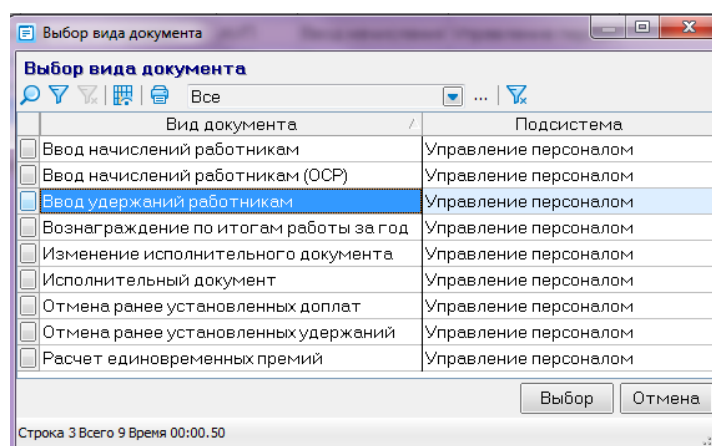 Выбор вида документа
Выбор вида документа
Все ...
Вид документа Подсистема
Ввод начислений работникам Управление персоналом
Ввод начислений работникам (ОСР) Управление персоналом
Ввод удержаний работникам Управление персоналом
Вознаграждение по итогам работы за год Управление персоналом
Изменение исполнительного документа Управление персоналом
Исполнительный документ Управление персоналом
Отмена ранее установленных доплат Управление персоналом
Отмена ранее установленных удержаний Управление персоналом
Расчет единовременных премий Управление персоналом
Выбор Отмена
Строка 3 Всего 9 Время 00:00.50